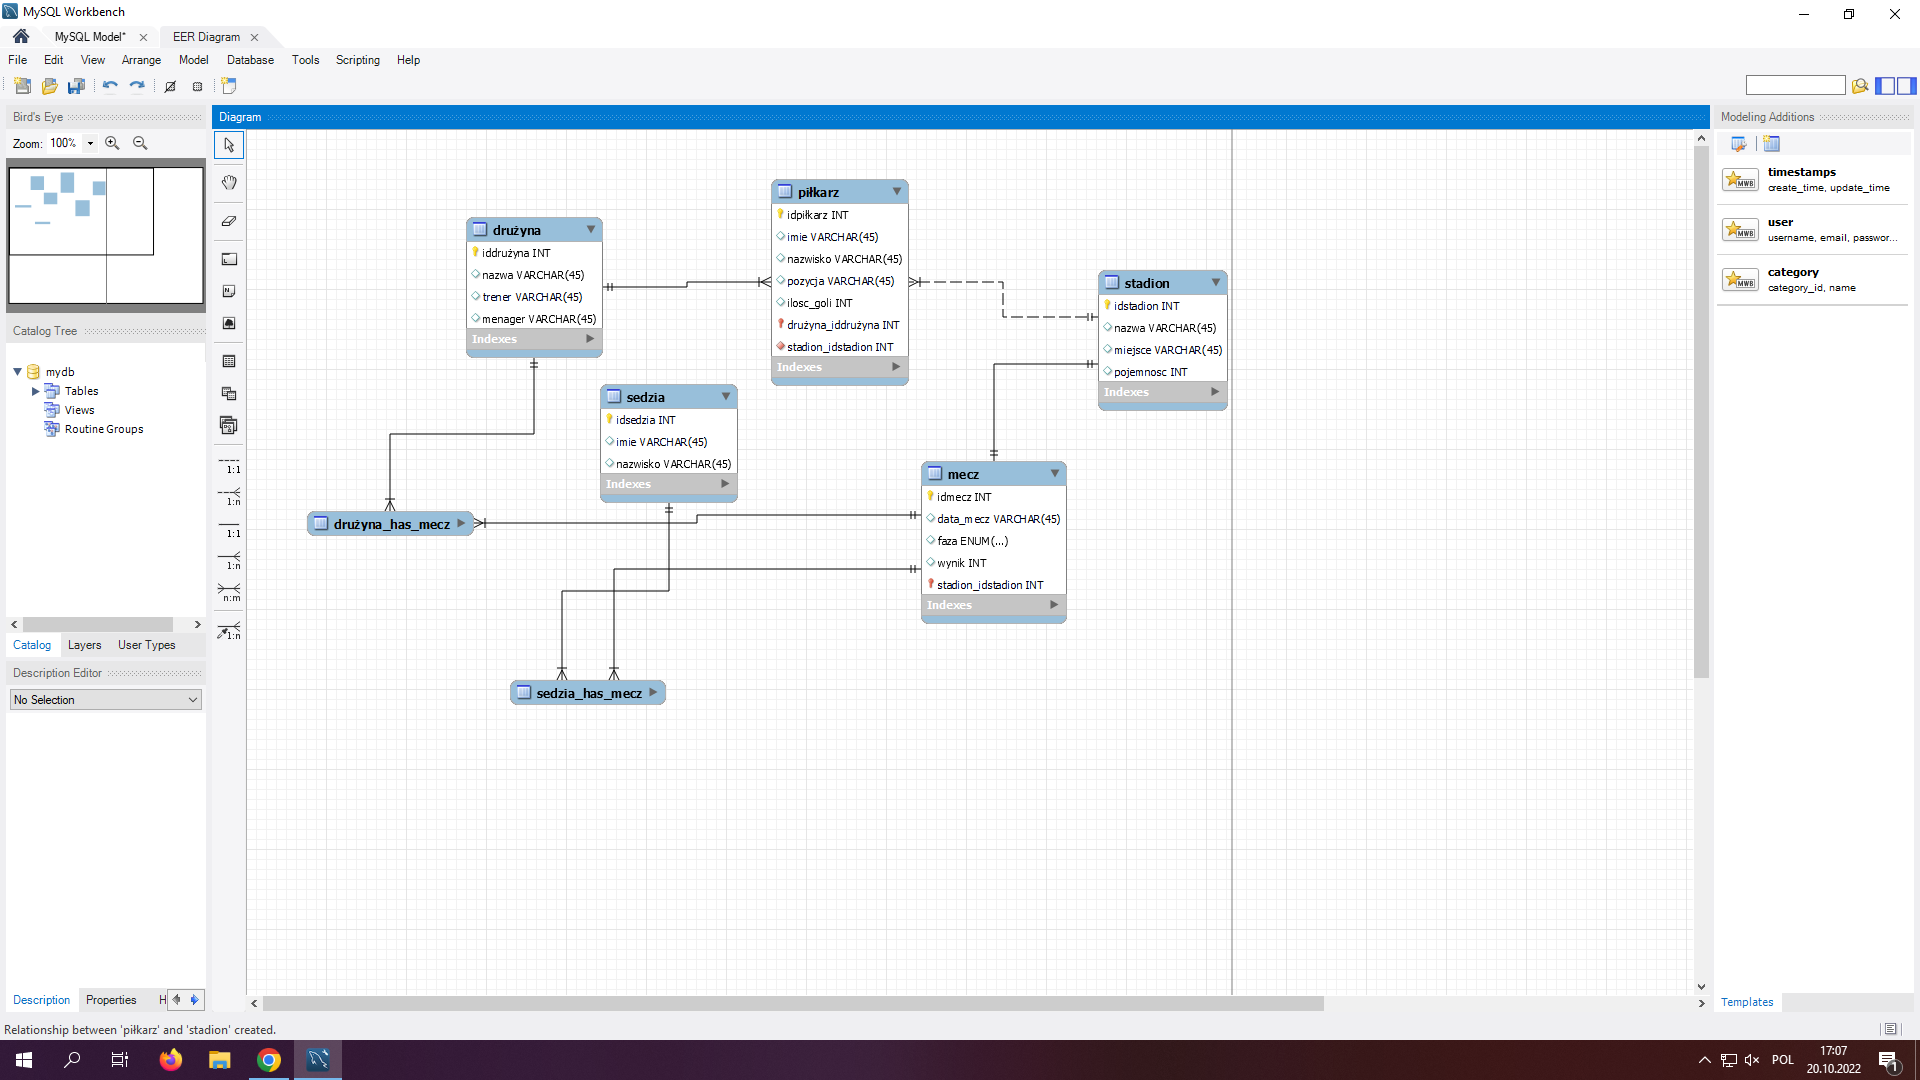 MySQL Workbench
MySQL Model*
EER Diagram
File Edit View Arrange Model Database Tools Scripting Help
Bird's Eye
Zoom: 100%
Catalog Tree
mydb
Tables
Views
Routine Groups
Catalog Layers User Types
Description Editor
No Selection
Description Properties H
Diagram
1:1
1:n
1:1
1:n
n:m
1:n
drużyna
iddrużyna INT
nazwa VARCHAR(45)
trener VARCHAR(45)
menager VARCHAR(45)
Indexes
piłkarz
idpiłkarz INT
imie VARCHAR(45)
nazwisko VARCHAR(45)
pozycja VARCHAR(45)
ilosc_goli INT
drużyna_iddrużyna INT
stadion_idstadion INT
Indexes
stadion
idstadion INT
nazwa VARCHAR(45)
miejsce VARCHAR(45)
pojemnosc INT
Indexes
sedzia
idsedzia INT
imie VARCHAR(45)
nazwisko VARCHAR(45)
Indexes
mecz
idmecz INT
data_mecz VARCHAR(45)
faza ENUM(...)
wynik INT
stadion_idstadion INT
Indexes
drużyna_has_mecz
sedzia_has_mecz
Modeling Additions
MWB
timestamps
create_time, update_time
MWB
user
username, email, passwor...
MWB
category
category_id, name
Templates
Relationship between 'piłkarz' and 'stadion' created.
POL
17:07
20.10.2022
1